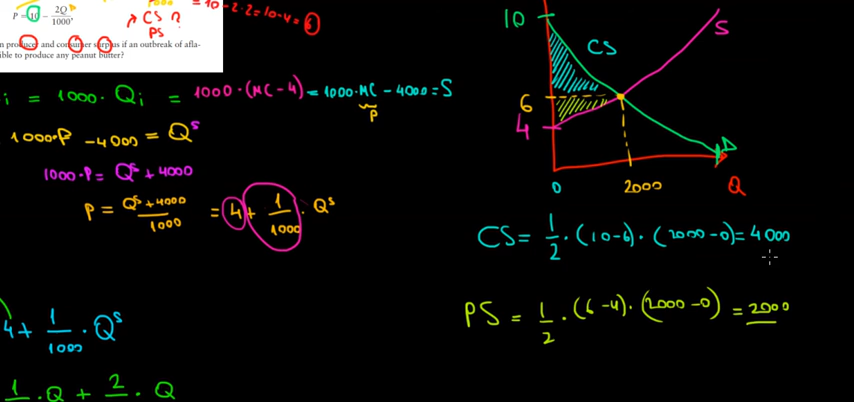 P = 10 - 2Q/1000,
n producer and consumer surplus if an outbreak of afla-
ible to produce any peanut butter?
CS ?
PS
= 10 - 2·2 = 10-4 = 6
i = 1000 · Qi = 1000 · (MC - 4) = 1000·MC - 4000 = S
P
1000·P - 4000 = Q^s
1000·P = Q^s + 4000
P = (Q^s + 4000)/1000 = 4 + 1/1000 · Q^s
4 + 1/1000 · Q^s
1/ · Q + 2/ · Q
10
CS
S
6
4
D
0
2000
Q
CS = 1/2 · (10-6) · (2000-0) = 4000
PS = 1/2 · (6-4) · (2000-0) = 2000